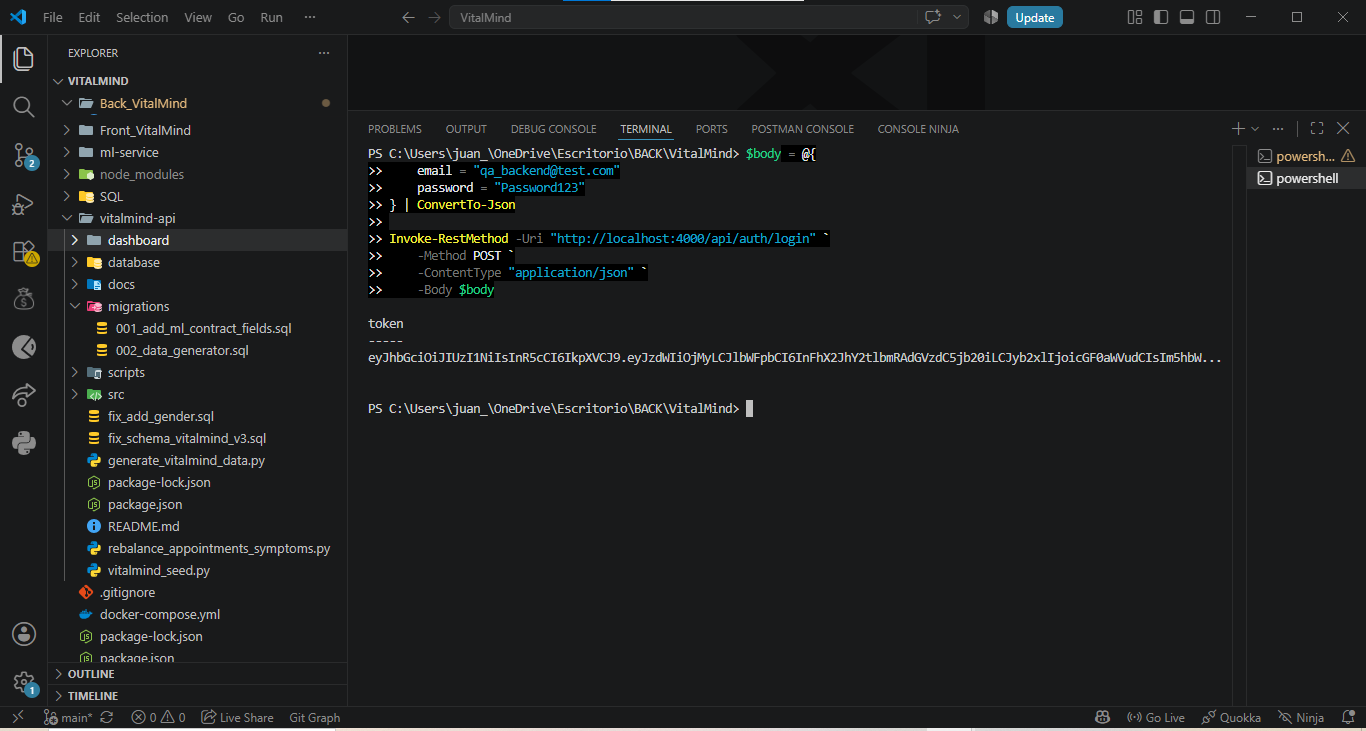 File Edit Selection View Go Run ··· VitalMind Update
EXPLORER ···
VITALMIND
Back_VitalMind
Front_VitalMind
ml-service
node_modules
SQL
vitalmind-api
dashboard
database
docs
migrations
001_add_ml_contract_fields.sql
002_data_generator.sql
scripts
src
fix_add_gender.sql
fix_schema_vitalmind_v3.sql
generate_vitalmind_data.py
package-lock.json
package.json
README.md
rebalance_appointments_symptoms.py
vitalmind_seed.py
.gitignore
docker-compose.yml
package-lock.json
package.json
OUTLINE
TIMELINE
2
1
PROBLEMS OUTPUT DEBUG CONSOLE TERMINAL PORTS POSTMAN CONSOLE CONSOLE NINJA
PS C:\Users\juan_\OneDrive\Escritorio\BACK\VitalMind> $body = @{
>>     email = "qa_backend@test.com"
>>     password = "Password123"
>> } | ConvertTo-Json
>>
>> Invoke-RestMethod -Uri "http://localhost:4000/api/auth/login" `
>>     -Method POST `
>>     -ContentType "application/json" `
>>     -Body $body
token
-----
eyJhbGciOiJIUzI1NiIsInR5cCI6IkpXVCJ9.eyJzdWIiOjMyLCJlbWFpbCI6InFhX2JhY2tlbmRAdGVzdC5jb20iLCJyb2xlIjoicGF0aWVudCIsIm5hbW...
PS C:\Users\juan_\OneDrive\Escritorio\BACK\VitalMind>
powersh...
powershell
main* 0 0 Live Share Git Graph Go Live Quokka Ninja